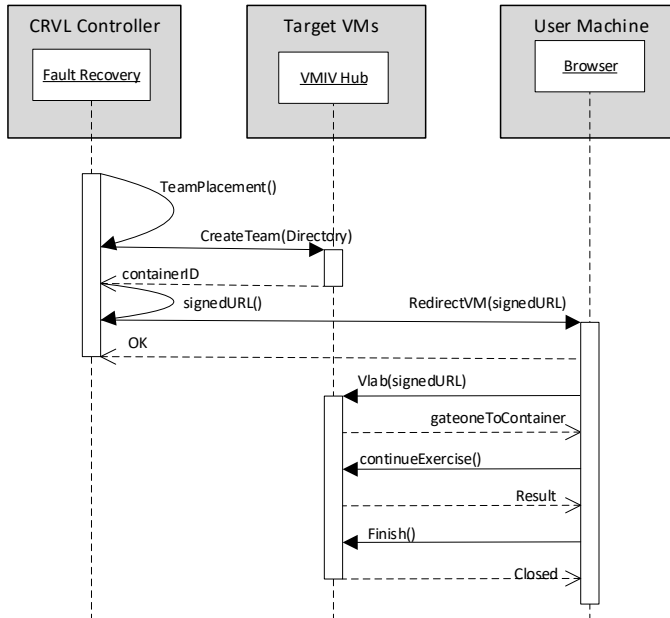 CRVL Controller
Target VMs
User Machine
Fault Recovery
VMIV Hub
Browser
TeamPlacement()
CreateTeam(Directory)
containerID
signedURL()
RedirectVM(signedURL)
OK
Vlab(signedURL)
gateoneToContainer
continueExercise()
Result
Finish()
Closed